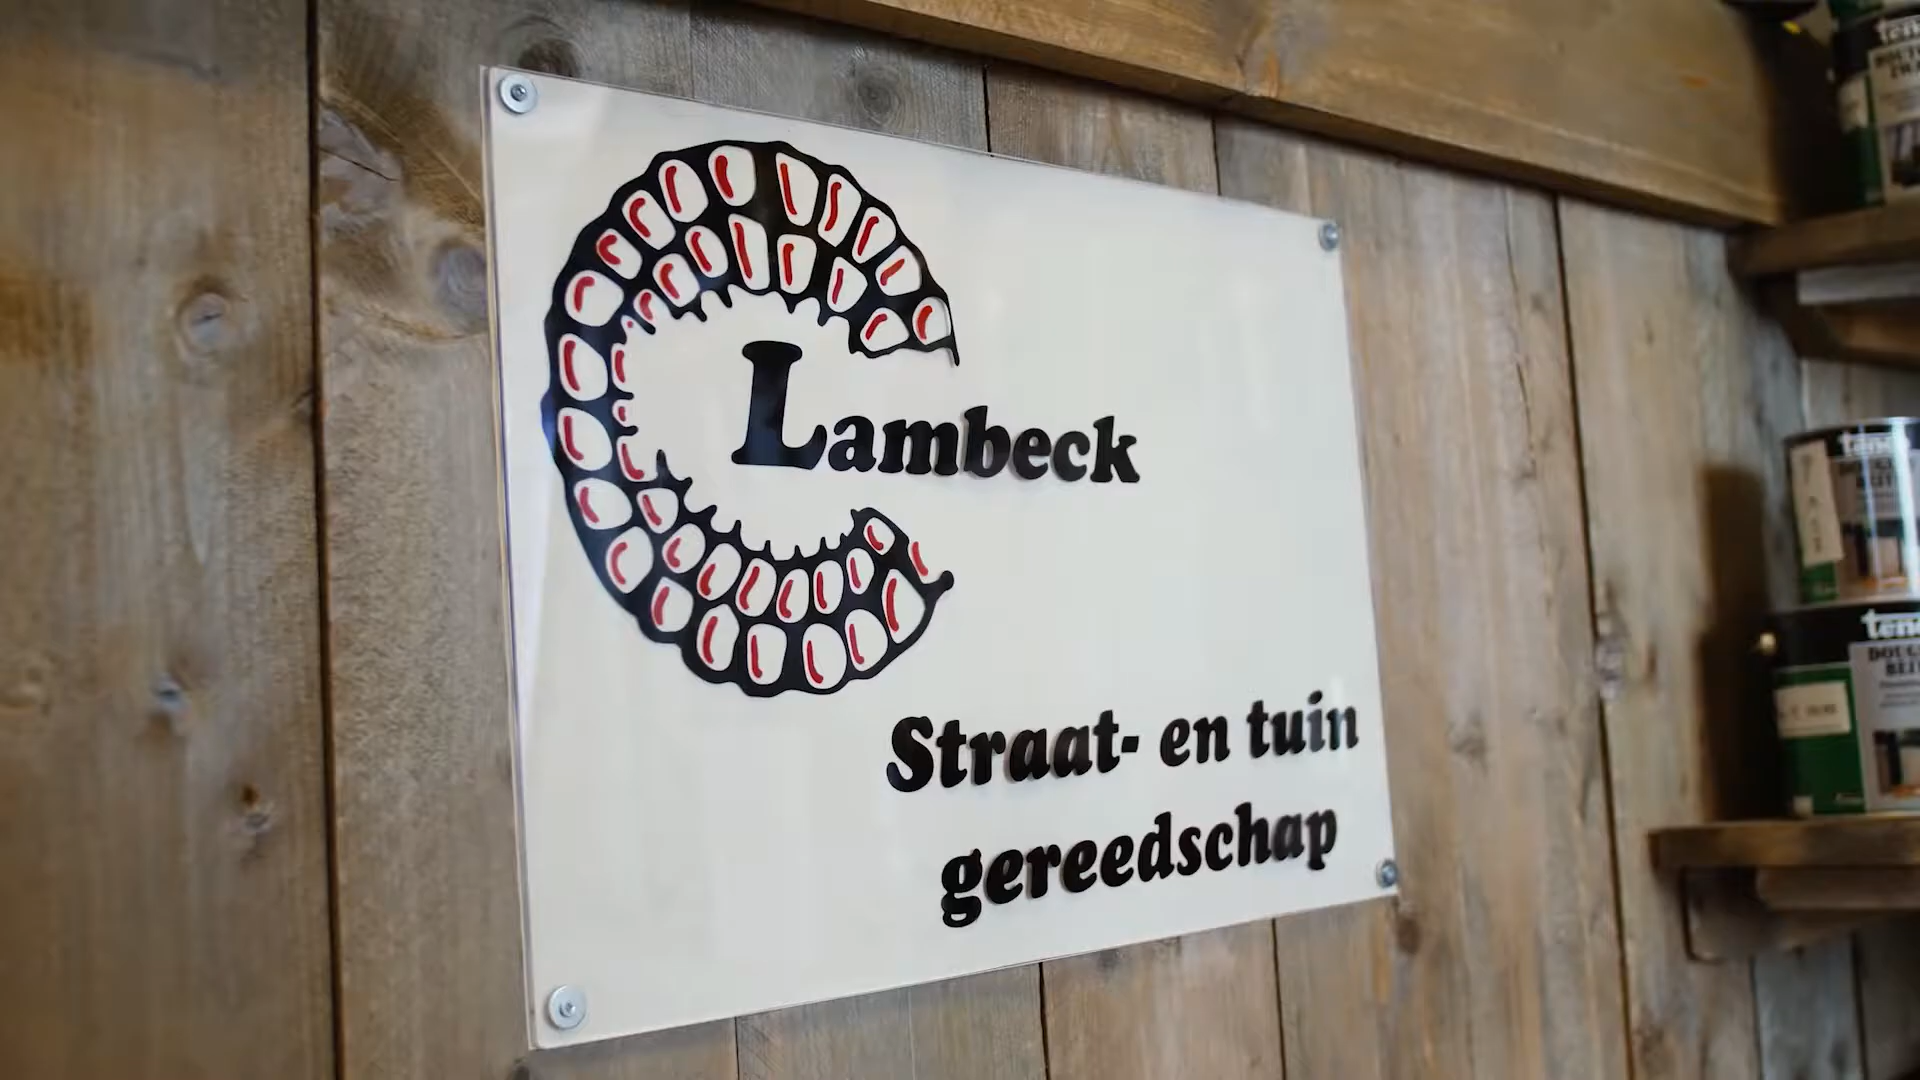 Lambeck
Straat- en tuin
gereedschap